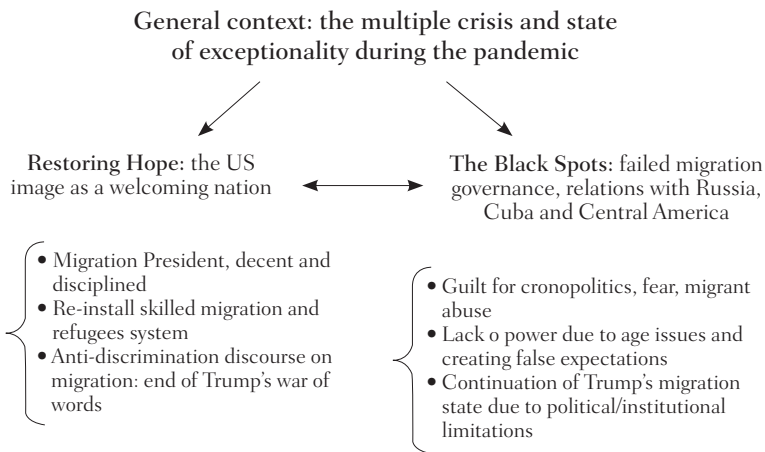 General context: the multiple crisis and state
of exceptionality during the pandemic
Restoring Hope: the US
image as a welcoming nation
The Black Spots: failed migration
governance, relations with Russia,
Cuba and Central America
• Migration President, decent and
disciplined
• Re-install skilled migration and
refugees system
• Anti-discrimination discourse on
migration: end of Trump's war of
words
• Guilt for cronopolitics, fear, migrant
abuse
• Lack o power due to age issues and
creating false expectations
• Continuation of Trump's migration
state due to political/institutional
limitations